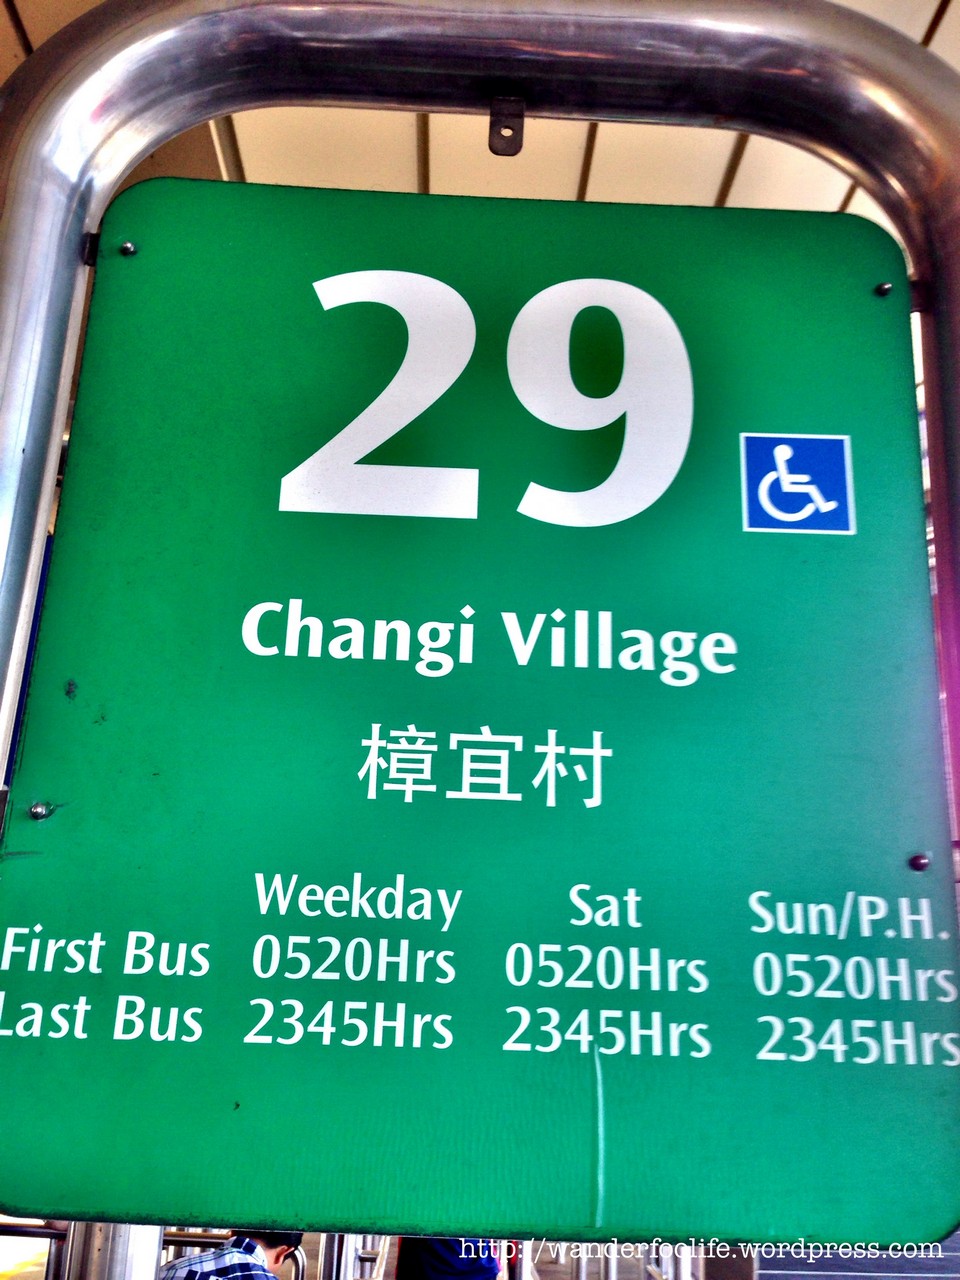 29
Changi Village
樟宜村
Weekday Sat Sun/P.H.
First Bus 0520Hrs 0520Hrs 0520Hrs
Last Bus 2345Hrs 2345Hrs 2345Hrs
http://wanderfoolife.wordpress.com